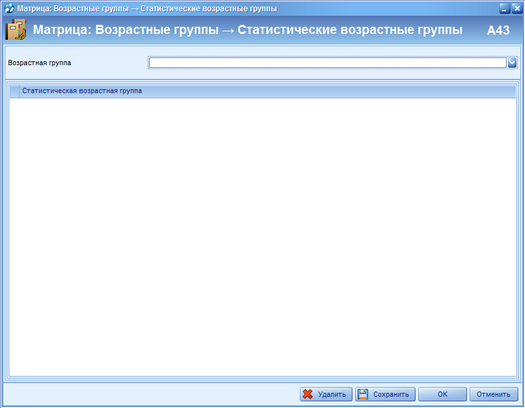 Матрица: Возрастные группы → Статистические возрастные группы
Матрица: Возрастные группы → Статистические возрастные группы A43
Возрастная группа
Статистическая возрастная группа
Удалить Сохранить OK Отменить